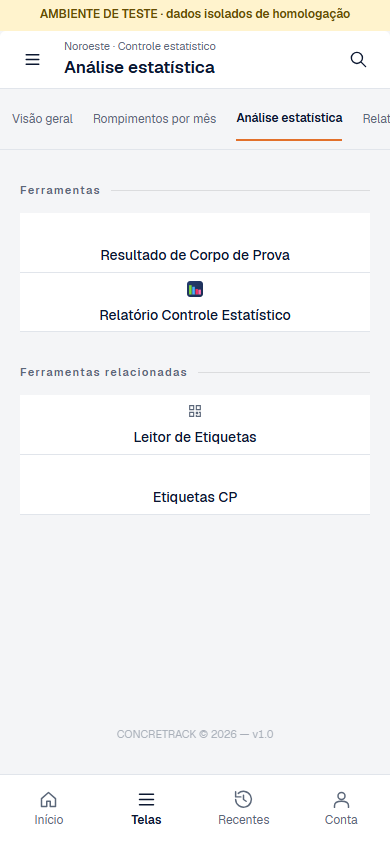 AMBIENTE DE TESTE · dados isolados de homologação
Noroeste · Controle estatístico
Análise estatística
Visão geral
Rompimentos por mês
Análise estatística
Relat
Ferramentas
Resultado de Corpo de Prova
Relatório Controle Estatístico
Ferramentas relacionadas
Leitor de Etiquetas
Etiquetas CP
CONCRETRACK © 2026 — v1.0
Início
Telas
Recentes
Conta